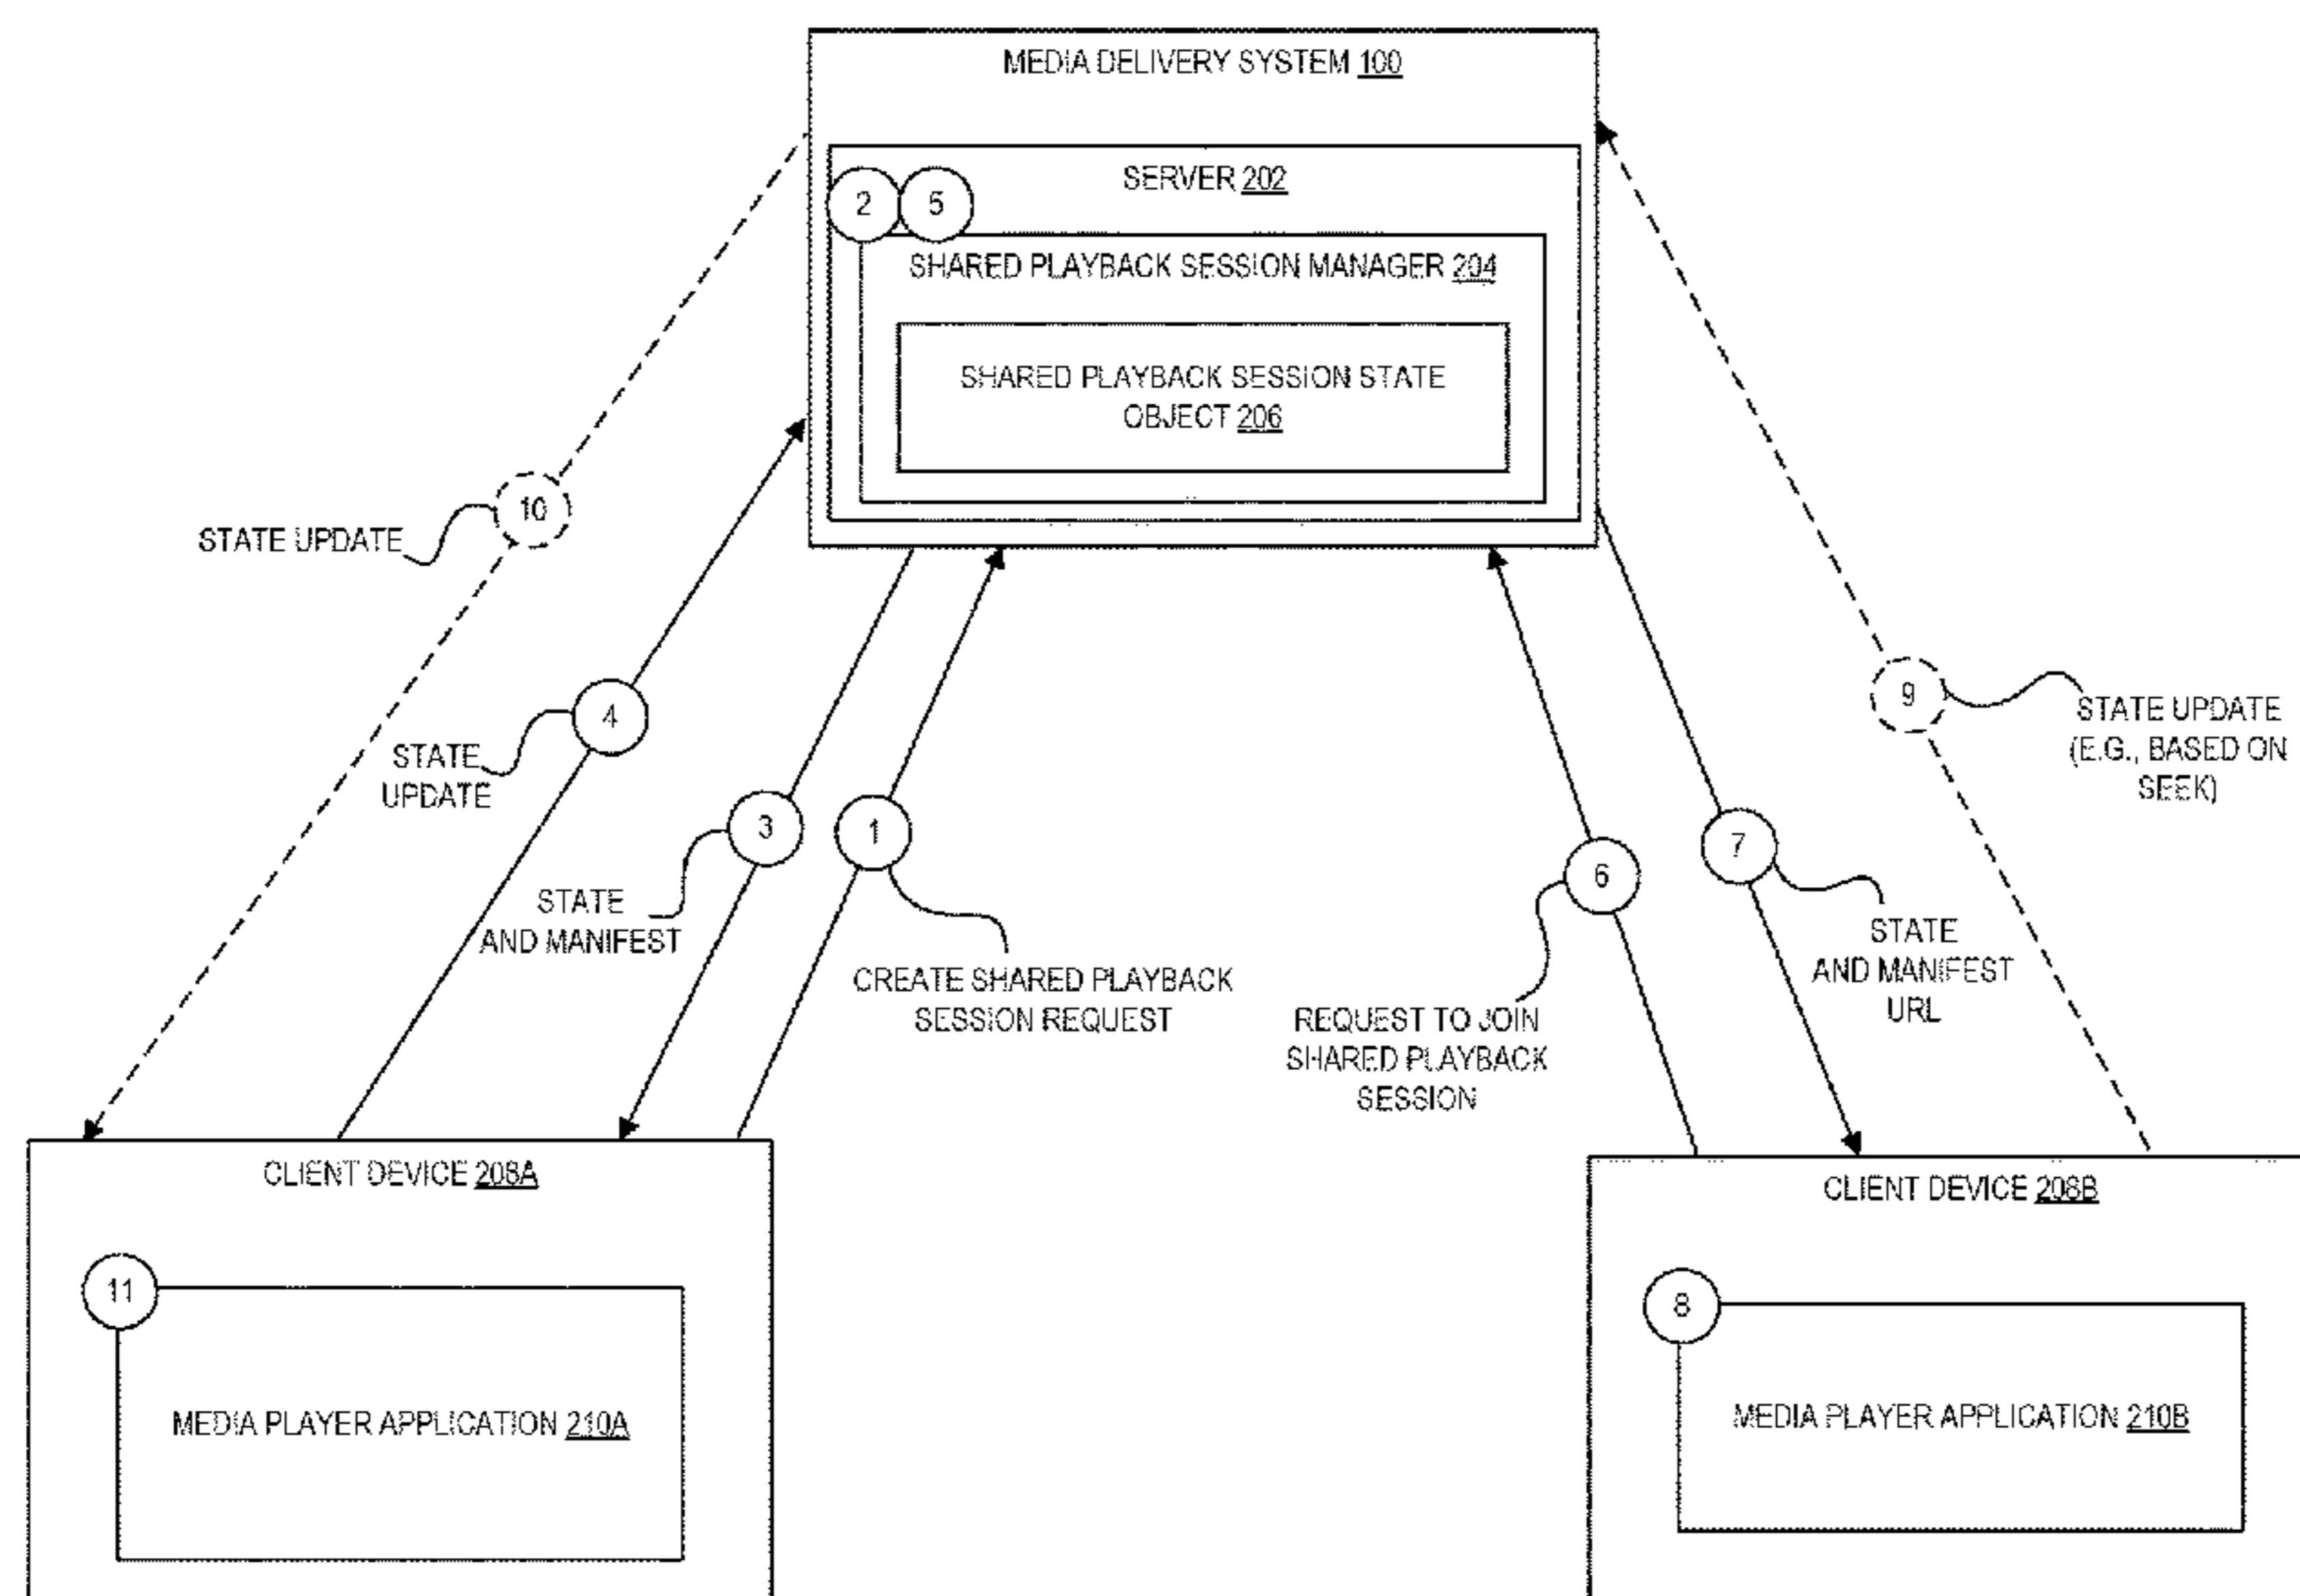 MEDIA DELIVERY SYSTEM 100
SERVER 202
2
5
SHARED PLAYBACK SESSION MANAGER 204
SHARED PLAYBACK SESSION STATE
OBJECT 206
10
STATE UPDATE
4
STATE
UPDATE
3
STATE
AND MANIFEST
1
CREATE SHARED PLAYBACK
SESSION REQUEST
6
REQUEST TO JOIN
SHARED PLAYBACK
SESSION
7
STATE
AND MANIFEST
URL
9
STATE UPDATE
(E.G., BASED ON
SEEK)
CLIENT DEVICE 208A
11
MEDIA PLAYER APPLICATION 210A
CLIENT DEVICE 208B
8
MEDIA PLAYER APPLICATION 210B